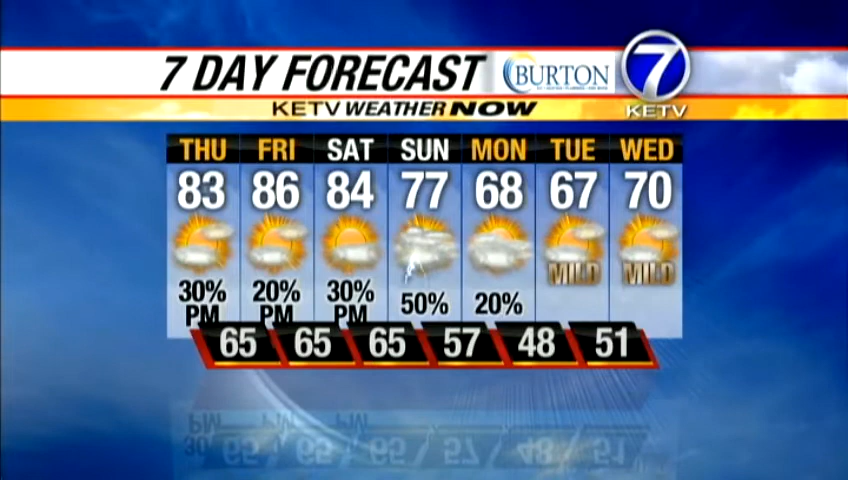 7 DAY FORECAST
BURTON
7
KETV WEATHER NOW
KETV
THU FRI SAT SUN MON TUE WED
83 86 84 77 68 67 70
MILD MILD
30% 20% 30% 50% 20%
PM PM PM
65 65 65 57 48 51